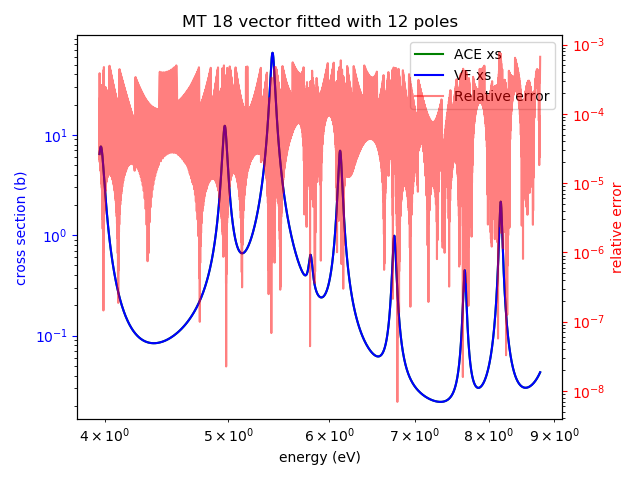 MT 18 vector fitted with 12 poles
ACE xs
VF xs
Relative error
cross section (b)
10¹
10⁰
10⁻¹
relative error
10⁻³
10⁻⁴
10⁻⁵
10⁻⁶
10⁻⁷
10⁻⁸
4 × 10⁰ 5 × 10⁰ 6 × 10⁰ 7 × 10⁰ 8 × 10⁰ 9 × 10⁰
energy (eV)